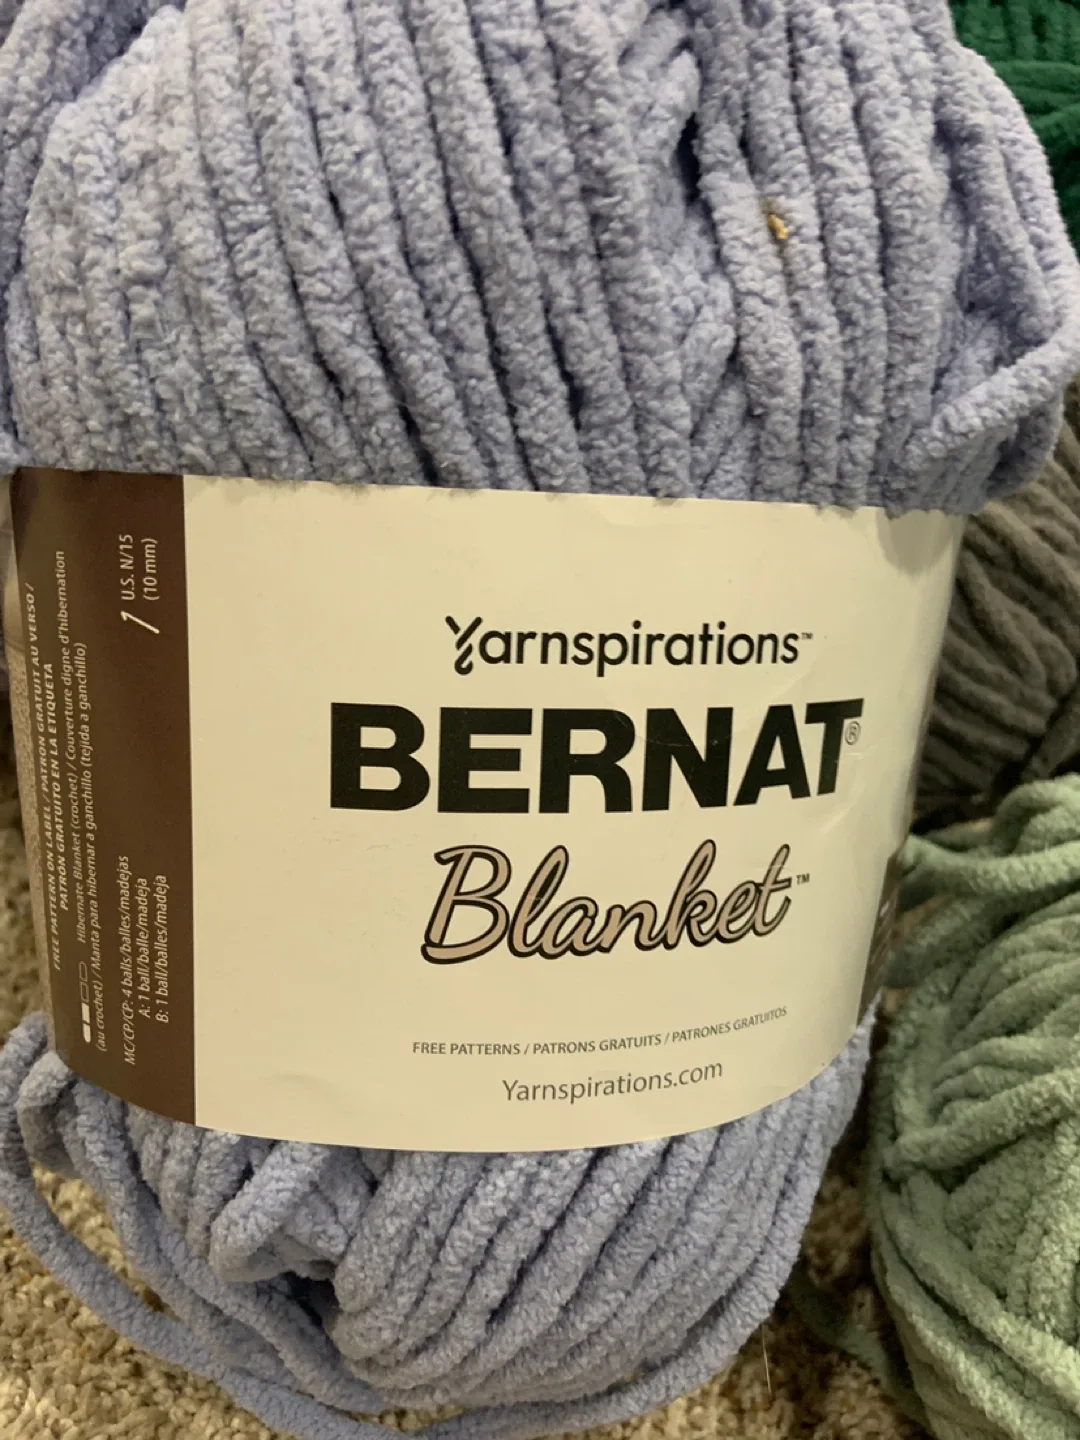 Yarnspirations™
BERNAT®
Blanket™
FREE PATTERNS / PATRONS GRATUITS / PATRONES GRATUITOS
Yarnspirations.com
FREE PATTERN ON LABEL / PATRON GRATUIT AU VERSO /
PATRÓN GRATUITO EN LA ETIQUETA
Hibernate Blanket (crochet) / Couverture digne d'hibernation
(au crochet) / Manta para hibernar a ganchillo (tejida a ganchillo)
U.S. N/15
(10 mm)
MC/CP/CP: 4 balls/balles/madejas
A: 1 ball/balle/madeja
B: 1 ball/balles/madeja